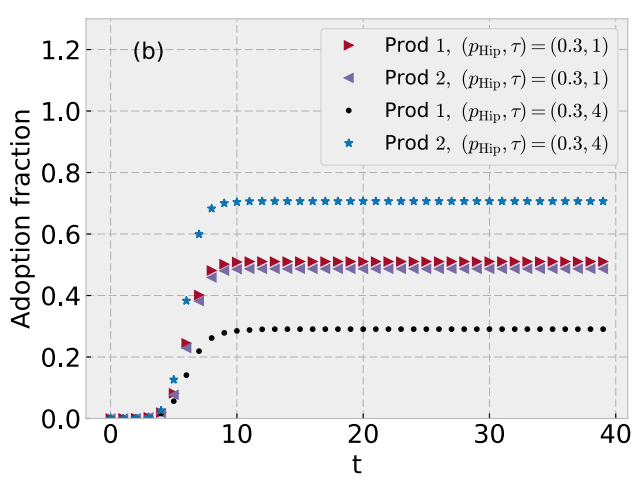 (b)
Prod 1, (p_Hip, τ) = (0.3, 1)
Prod 2, (p_Hip, τ) = (0.3, 1)
Prod 1, (p_Hip, τ) = (0.3, 4)
Prod 2, (p_Hip, τ) = (0.3, 4)
Adoption fraction
1.2
1.0
0.8
0.6
0.4
0.2
0.0
0 10 20 30 40
t